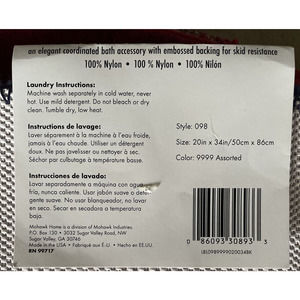 an elegant coordinated bath accessory with embossed backing for skid resistance
100% Nylon • 100 % Nylon • 100% Nilón
Laundry Instructions:
Machine wash separately in cold water, never
hot. Use mild detergent. Do not bleach or dry
clean. Tumble dry, low heat.
Instructions de lavage:
Laver séparément à la machine à l'eau froide,
jamais à l'eau chaude. Utiliser un détergent
doux. Ne pas chlorer ou nettoyer à sec.
Séchar par culbutage à température basse.
Instrucciones de lavado:
Lavar separadamente a máquina con agua
fría, nunca caliente. Usar jabón suave o deter-
gente suave. No usar blanqueador ni lavar
en seco. Secar en secadora a temperatura
baja.
Style: 098
Size: 20in x 34in/50cm x 86cm
Color: 9999 Assorted
0 86093 30893 3
LBL0989999020034BK
Mohawk Home is a division of Mohawk Industries.
P.O. Box 130 • 3032 Sugar Valley Road, NW
Sugar Valley, GA 30746
Made in USA • Fabriqué aux É.U. • Hecho en EE.UU.
RN 99717